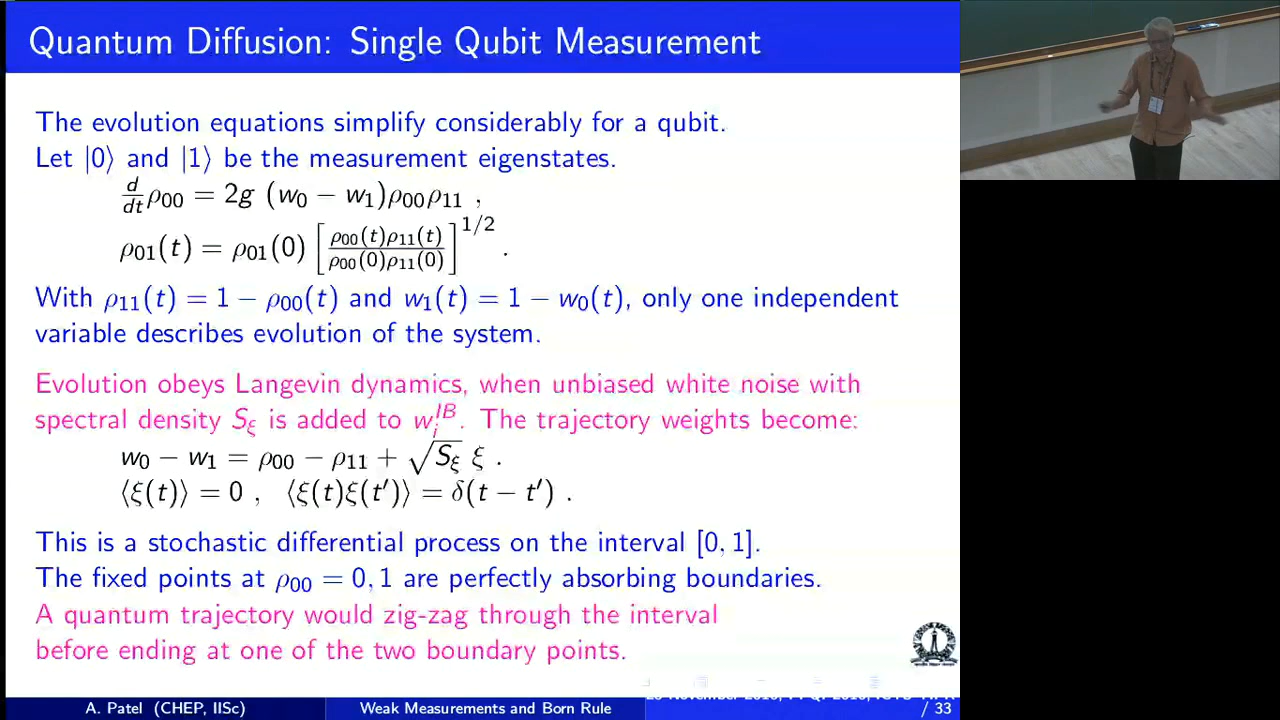 Quantum Diffusion: Single Qubit Measurement
The evolution equations simplify considerably for a qubit.
Let |0⟩ and |1⟩ be the measurement eigenstates.
d/dt ρ₀₀ = 2g (w₀ − w₁)ρ₀₀ρ₁₁ ,
ρ₀₁(t) = ρ₀₁(0) [ρ₀₀(t)ρ₁₁(t) / ρ₀₀(0)ρ₁₁(0)]^1/2 .
With ρ₁₁(t) = 1 − ρ₀₀(t) and w₁(t) = 1 − w₀(t), only one independent
variable describes evolution of the system.
Evolution obeys Langevin dynamics, when unbiased white noise with
spectral density S_ξ is added to w_i^IB. The trajectory weights become:
w₀ − w₁ = ρ₀₀ − ρ₁₁ + √S_ξ ξ .
⟨ξ(t)⟩ = 0 , ⟨ξ(t)ξ(t′)⟩ = δ(t − t′) .
This is a stochastic differential process on the interval [0, 1].
The fixed points at ρ₀₀ = 0, 1 are perfectly absorbing boundaries.
A quantum trajectory would zig-zag through the interval
before ending at one of the two boundary points.
A. Patel (CHEP, IISc) Weak Measurements and Born Rule / 33